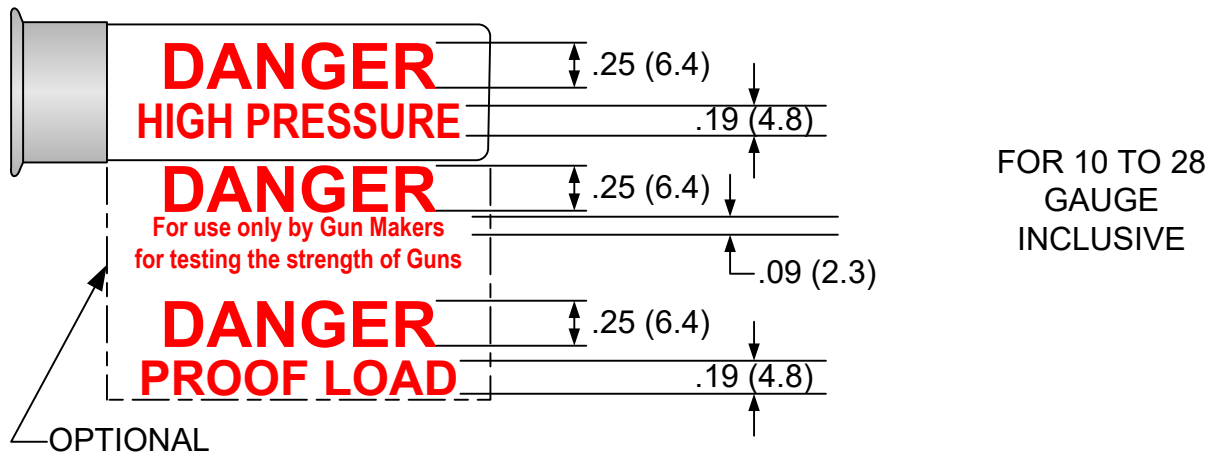 DANGER
.25 (6.4)
HIGH PRESSURE
.19 (4.8)
DANGER
.25 (6.4)
For use only by Gun Makers
for testing the strength of Guns
.09 (2.3)
DANGER
.25 (6.4)
PROOF LOAD
.19 (4.8)
OPTIONAL
FOR 10 TO 28
GAUGE
INCLUSIVE